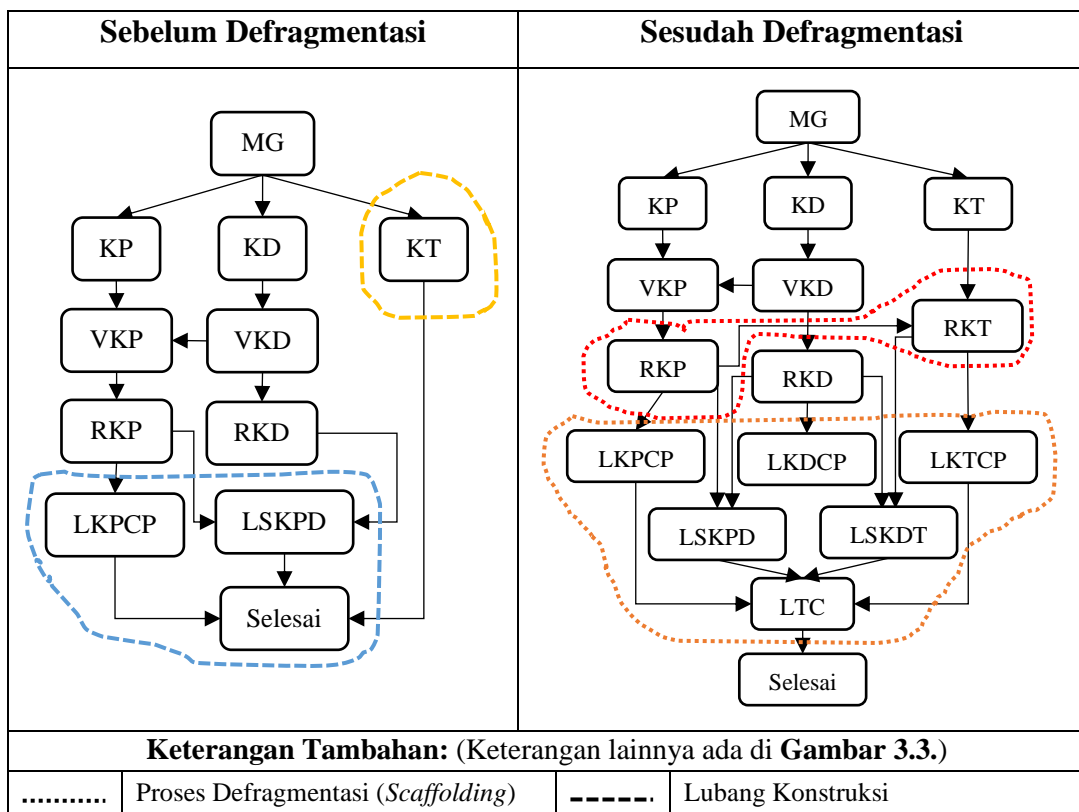 Sebelum Defragmentasi
Sesudah Defragmentasi
MG
KP
KD
KT
VKP
VKD
RKP
RKD
LKPCP
LSKPD
Selesai
MG
KP
KD
KT
VKP
VKD
RKT
RKP
RKD
LKPCP
LKDCP
LKTCP
LSKPD
LSKDT
LTC
Selesai
Keterangan Tambahan: (Keterangan lainnya ada di Gambar 3.3.)
Proses Defragmentasi (Scaffolding)
Lubang Konstruksi